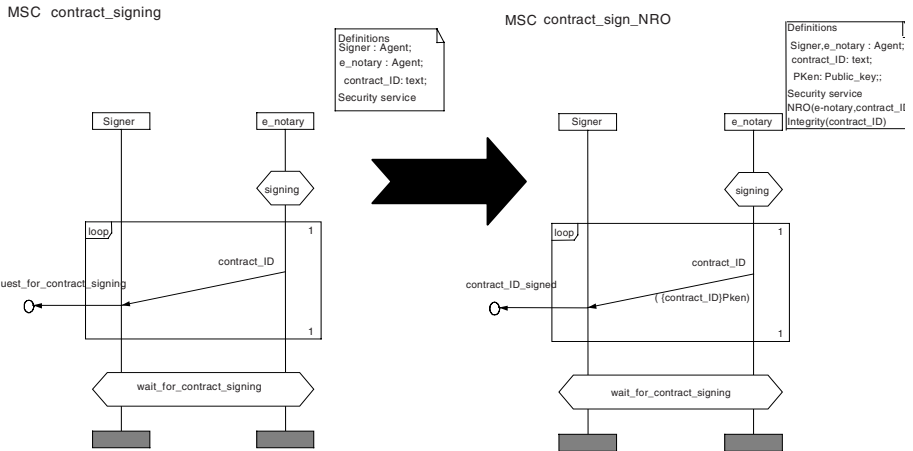 MSC contract_signing
Definitions
Signer : Agent;
e_notary : Agent;
contract_ID: text;
Security service
Signer
e_notary
signing
loop
1
contract_ID
uest_for_contract_signing
1
wait_for_contract_signing
MSC contract_sign_NRO
Definitions
Signer,e_notary : Agent;
contract_ID: text;
PKen: Public_key;;
Security service
NRO(e-notary,contract_ID
Integrity(contract_ID)
Signer
e_notary
signing
loop
1
contract_ID
contract_ID_signed
( {contract_ID}Pken)
1
wait_for_contract_signing